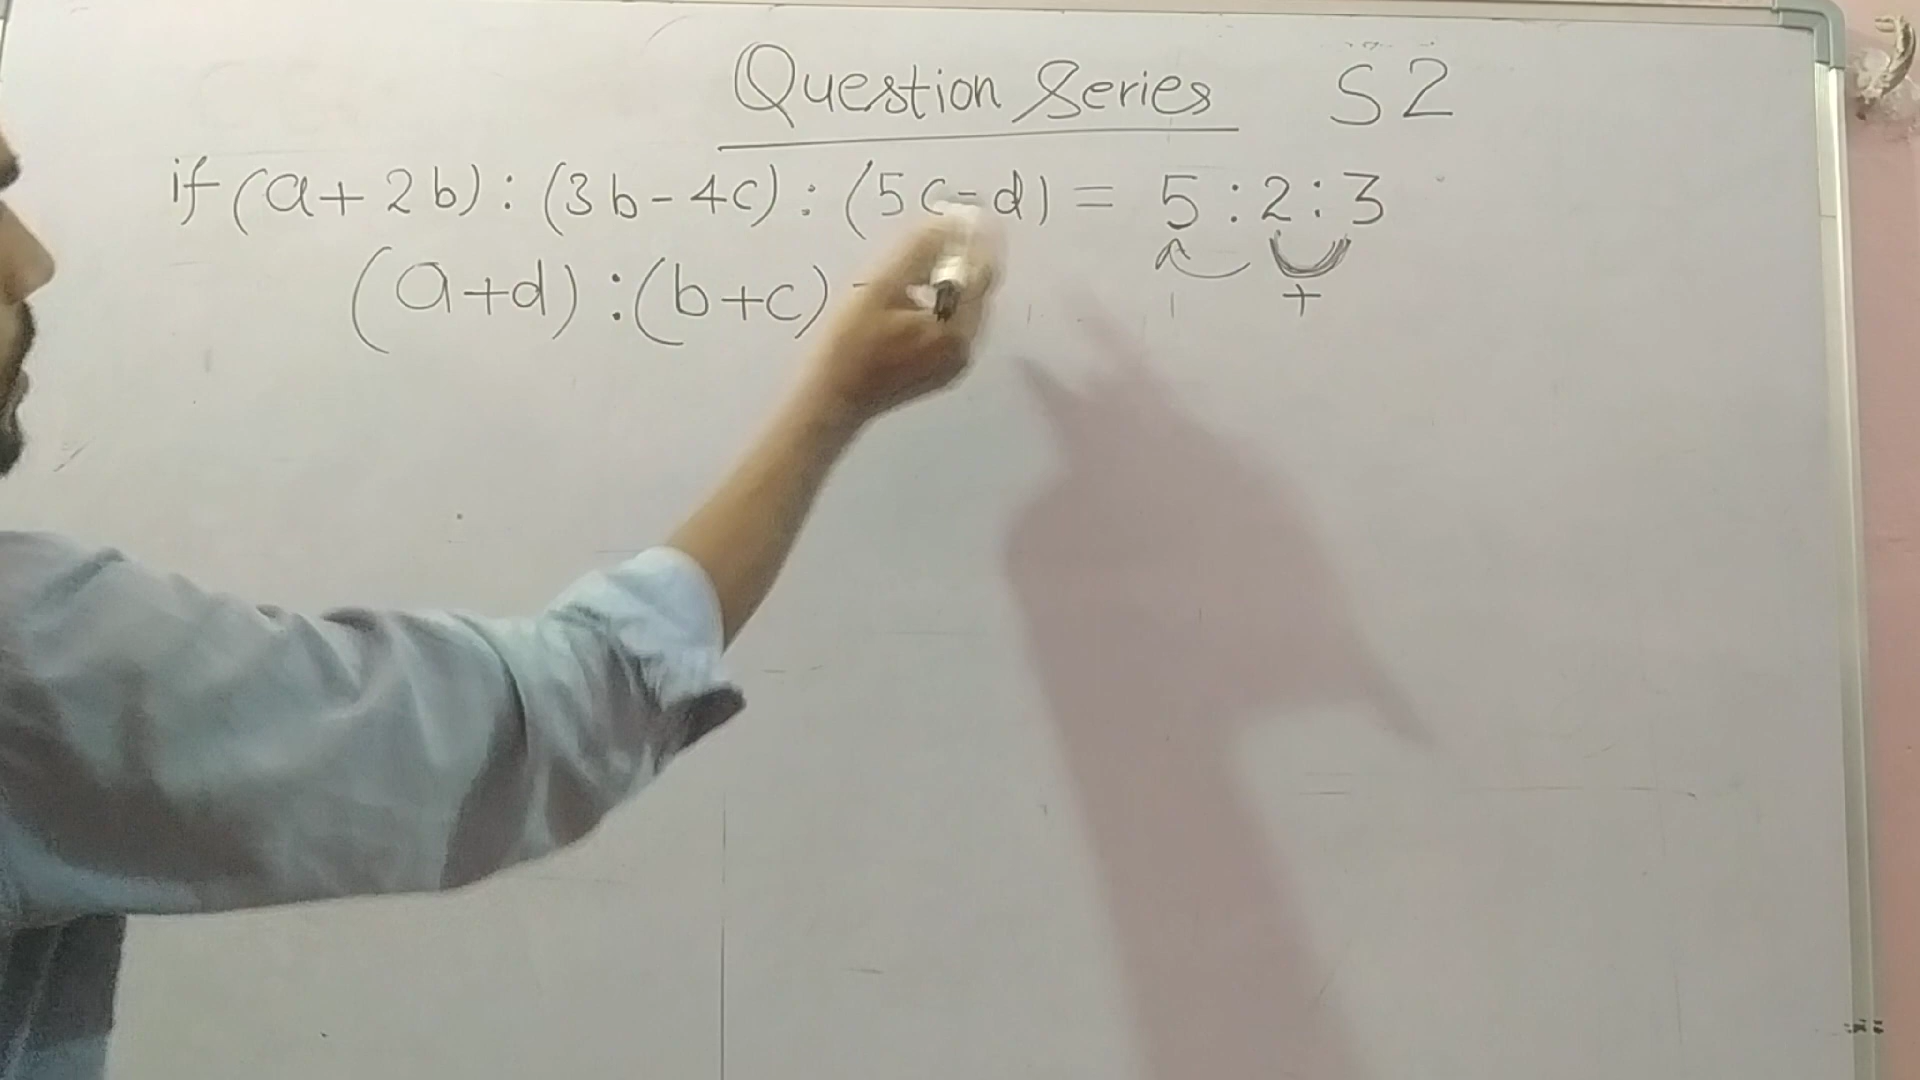 Question Series S2
if (a+2b) : (3b-4c) : (5c-d) = 5:2:3
+
(a+d) : (b+c)